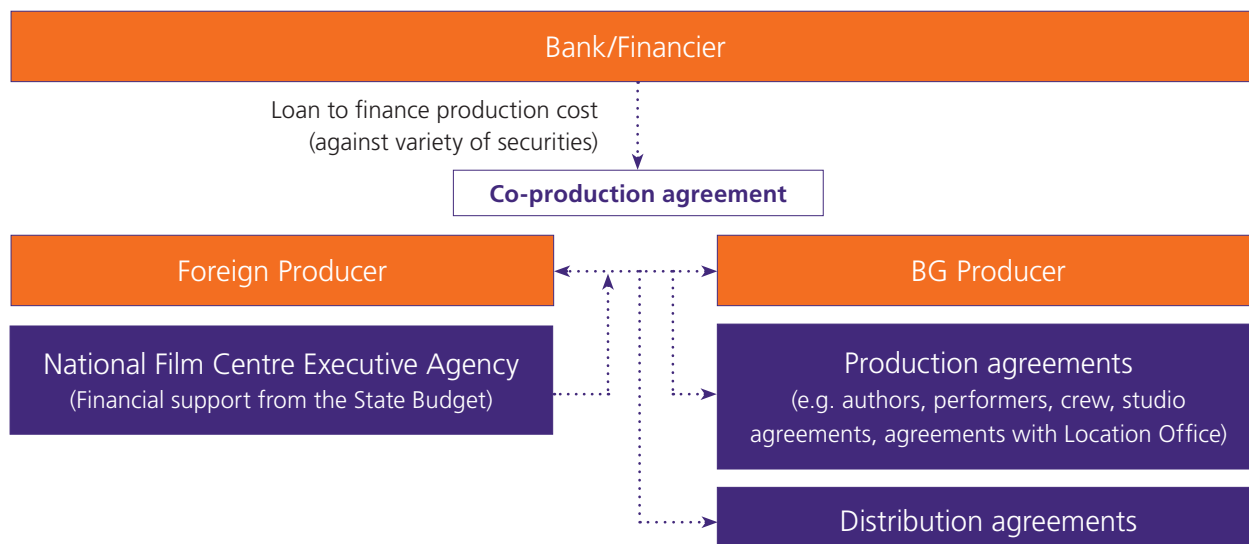 Bank/Financier
Loan to finance production cost
(against variety of securities)
Co-production agreement
Foreign Producer
BG Producer
National Film Centre Executive Agency
(Financial support from the State Budget)
Production agreements
(e.g. authors, performers, crew, studio
agreements, agreements with Location Office)
Distribution agreements